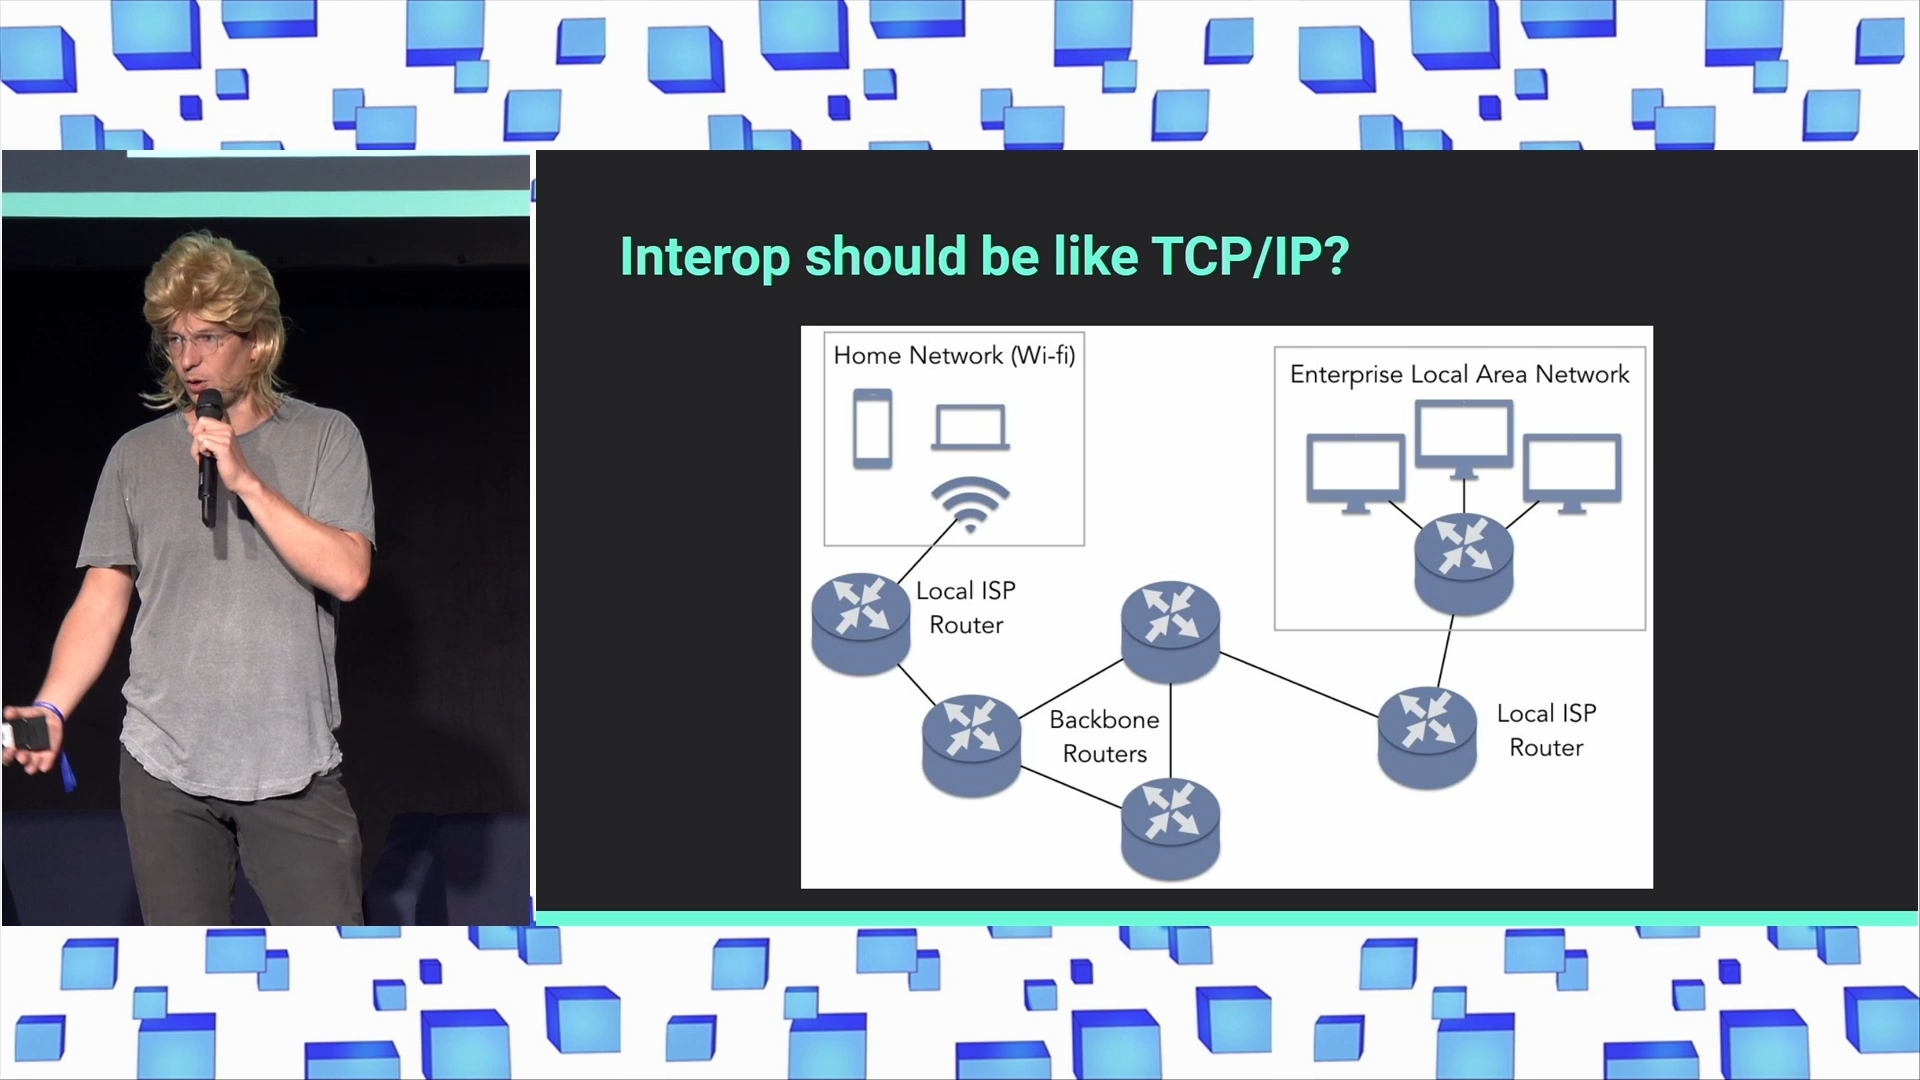 Interop should be like TCP/IP?
Home Network (Wi-fi)
Enterprise Local Area Network
Local ISP
Router
Backbone
Routers
Local ISP
Router